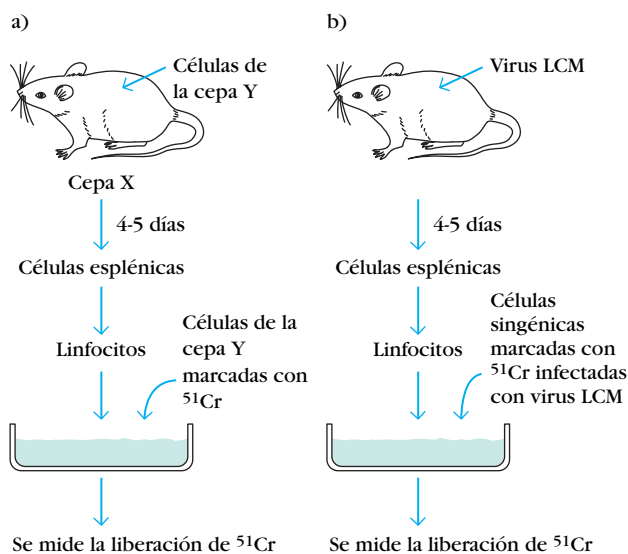 a)
Células de
la cepa Y
Cepa X
4-5 días
Células esplénicas
Linfocitos
Células de la
cepa Y
marcadas con
51Cr
Se mide la liberación de 51Cr
b)
Virus LCM
4-5 días
Células esplénicas
Linfocitos
Células
singénicas
marcadas con
51Cr infectadas
con virus LCM
Se mide la liberación de 51Cr